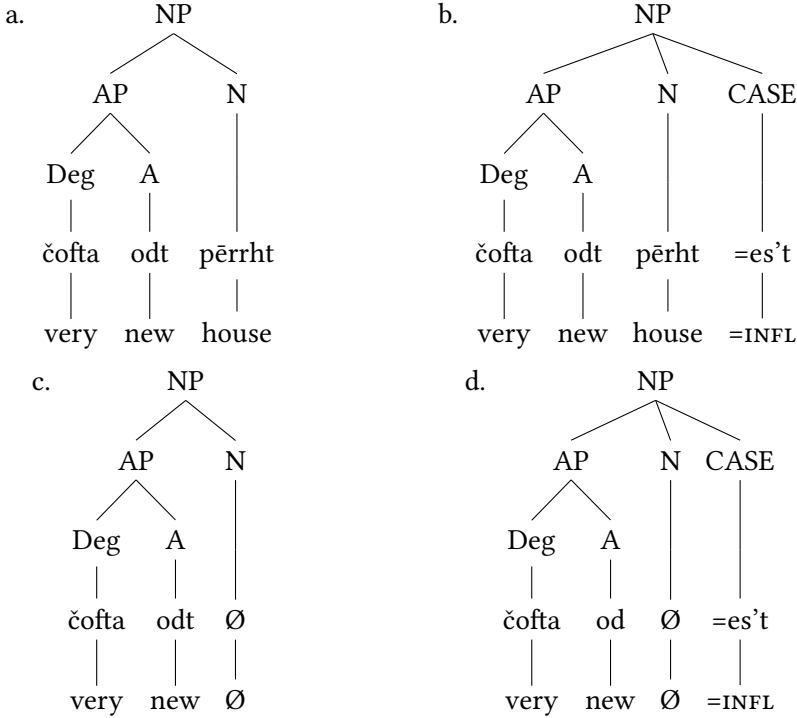 a. NP b. NP
AP N AP N CASE
Deg A Deg A
čofta odt pērrht čofta odt pērht =es't
very new house very new house =INFL
c. NP d. NP
AP N AP N CASE
Deg A Deg A
čofta odt Ø čofta od Ø =es't
very new Ø very new Ø =INFL